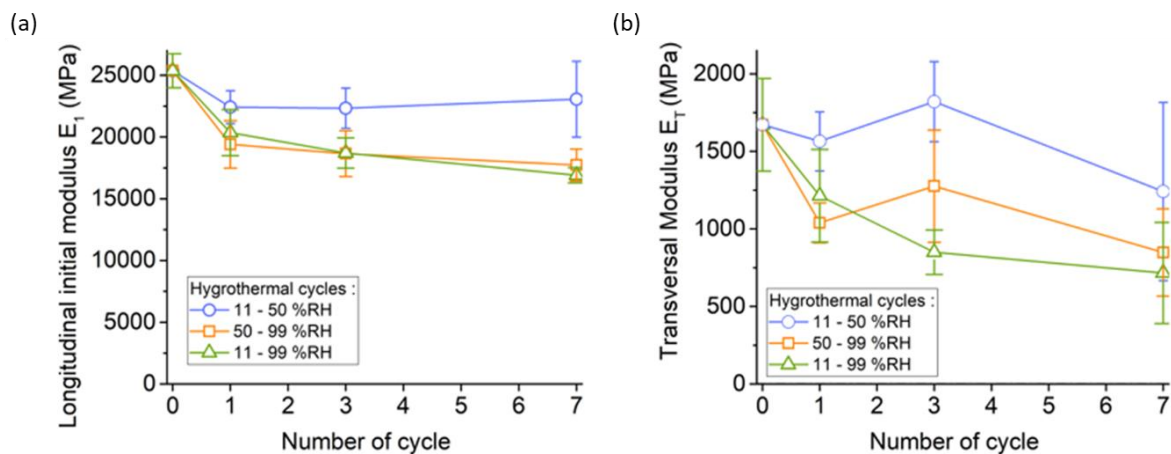 (a)
Longitudinal initial modulus E1 (MPa)
25000
20000
15000
10000
5000
0
Hygrothermal cycles :
11 - 50 %RH
50 - 99 %RH
11 - 99 %RH
0 1 2 3 4 5 6 7
Number of cycle
(b)
Transversal Modulus ET (MPa)
2000
1500
1000
500
0
Hygrothermal cycles :
11 - 50 %RH
50 - 99 %RH
11 - 99 %RH
0 1 2 3 4 5 6 7
Number of cycle